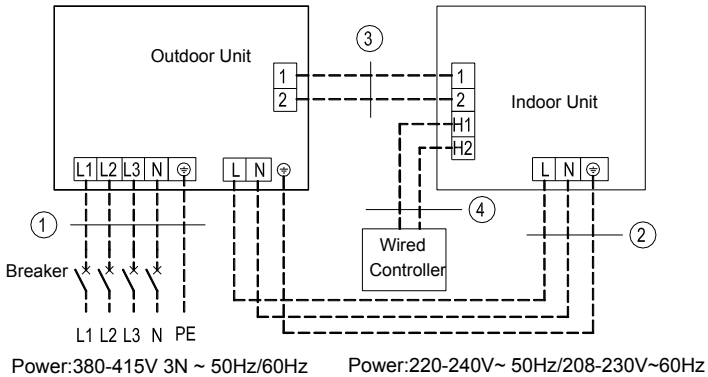 3
Outdoor Unit
1 1
2 2
Indoor Unit
H1
H2
L1 L2 L3 N L N L N
1
4
2
Wired
Controller
Breaker
L1 L2 L3 N PE
Power:380-415V 3N ~ 50Hz/60Hz Power:220-240V~ 50Hz/208-230V~60Hz